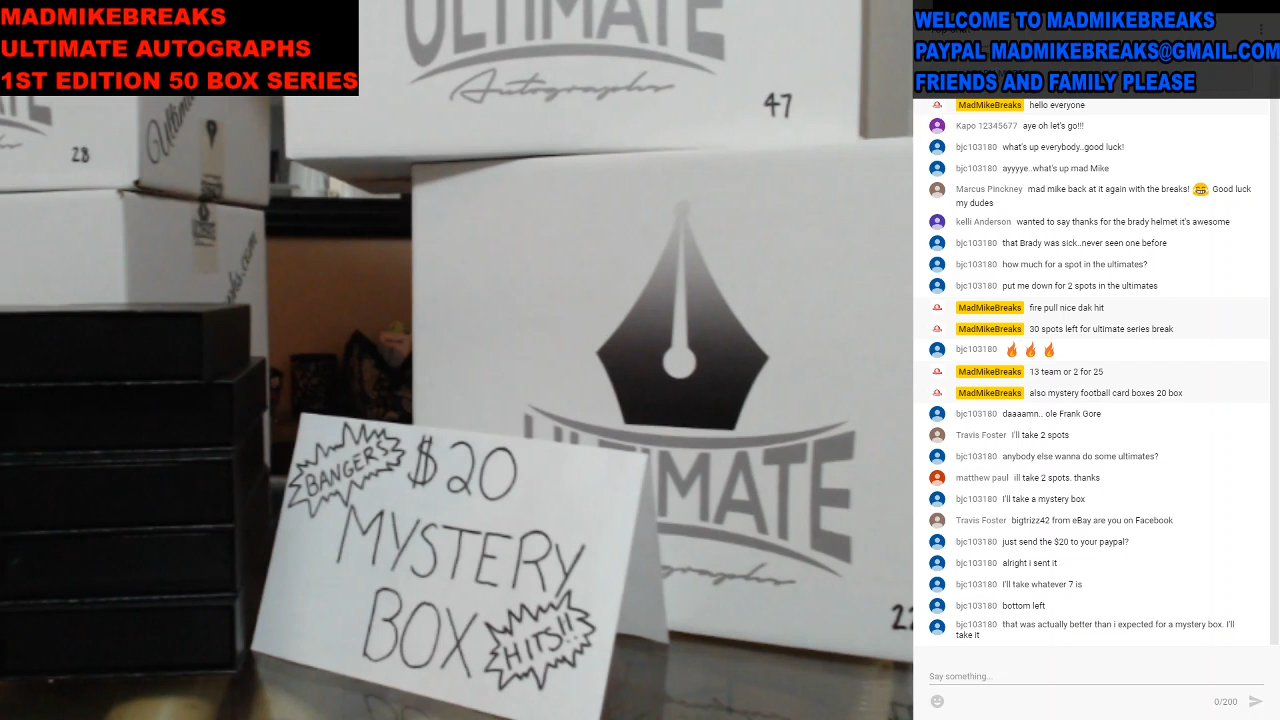 MADMIKEBREAKS
ULTIMATE AUTOGRAPHS
1ST EDITION 50 BOX SERIES
ULTIMATE
Autographs
47
28
22
BANGERS
$20
MYSTERY
BOX
HITS!!
WELCOME TO MADMIKEBREAKS
PAYPAL MADMIKEBREAKS@GMAIL.COM
FRIENDS AND FAMILY PLEASE
MadMikeBreaks hello everyone
Kapo 12345677 aye oh let's go!!!
bjc103180 what's up everybody..good luck!
bjc103180 ayyyye..what's up mad Mike
Marcus Pinckney mad mike back at it again with the breaks! 😂 Good luck
my dudes
kelli Anderson wanted to say thanks for the brady helmet it's awesome
bjc103180 that Brady was sick..never seen one before
bjc103180 how much for a spot in the ultimates?
bjc103180 put me down for 2 spots in the ultimates
MadMikeBreaks fire pull nice dak hit
MadMikeBreaks 30 spots left for ultimate series break
bjc103180 🔥 🔥 🔥
MadMikeBreaks 13 team or 2 for 25
MadMikeBreaks also mystery football card boxes 20 box
bjc103180 daaaamn.. ole Frank Gore
Travis Foster I'll take 2 spots
bjc103180 anybody else wanna do some ultimates?
matthew paul ill take 2 spots. thanks
bjc103180 I'll take a mystery box
Travis Foster bigtrizz42 from eBay are you on Facebook
bjc103180 just send the $20 to your paypal?
bjc103180 alright i sent it
bjc103180 I'll take whatever 7 is
bjc103180 bottom left
bjc103180 that was actually better than i expected for a mystery box. I'll
take it
Say something...
0/200